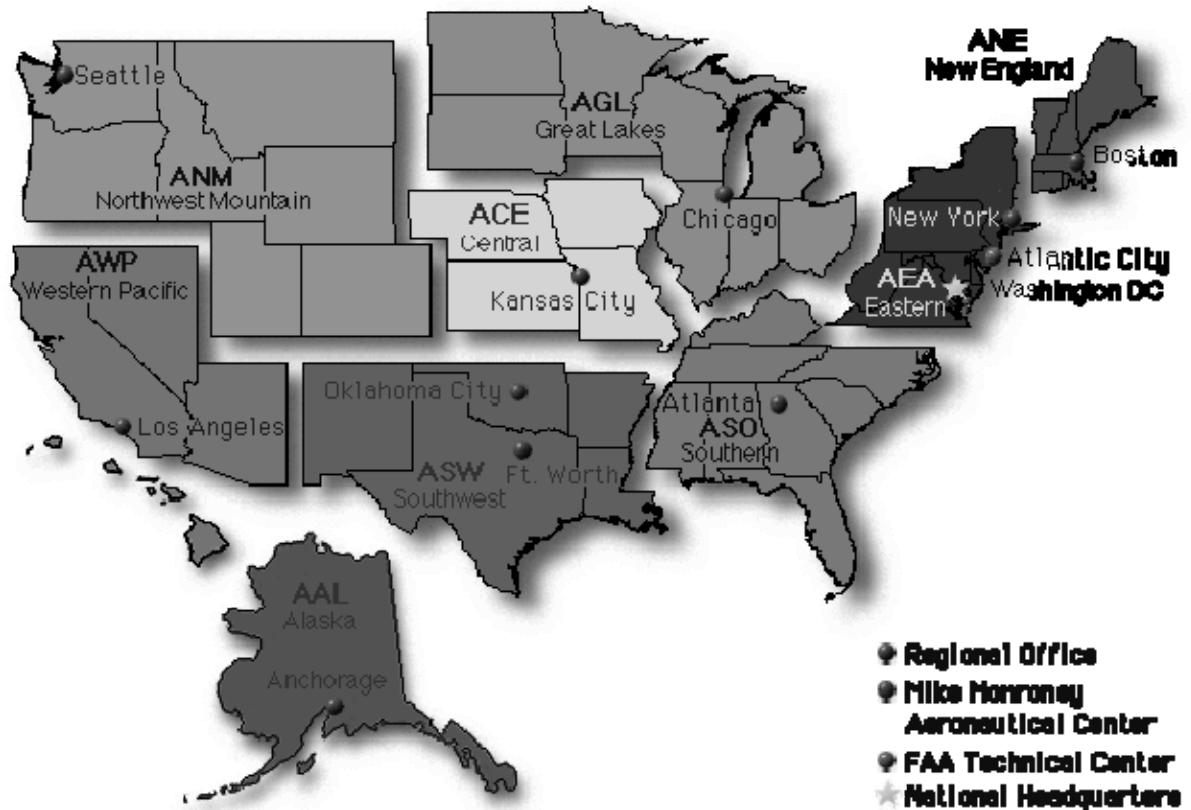 ANE
New England
Seattle
AGL
Great Lakes
Boston
ANM
Northwest Mountain
ACE
Central
Chicago
New York
AWP
Western Pacific
Kansas City
AEA
Eastern
Atlantic City
Washington DC
Oklahoma City
Atlanta
ASO
Southern
Los Angeles
ASW
Southwest
Ft. Worth
AAL
Alaska
Anchorage
Regional Office
Mike Monroney
Aeronautical Center
FAA Technical Center
National Headquarters